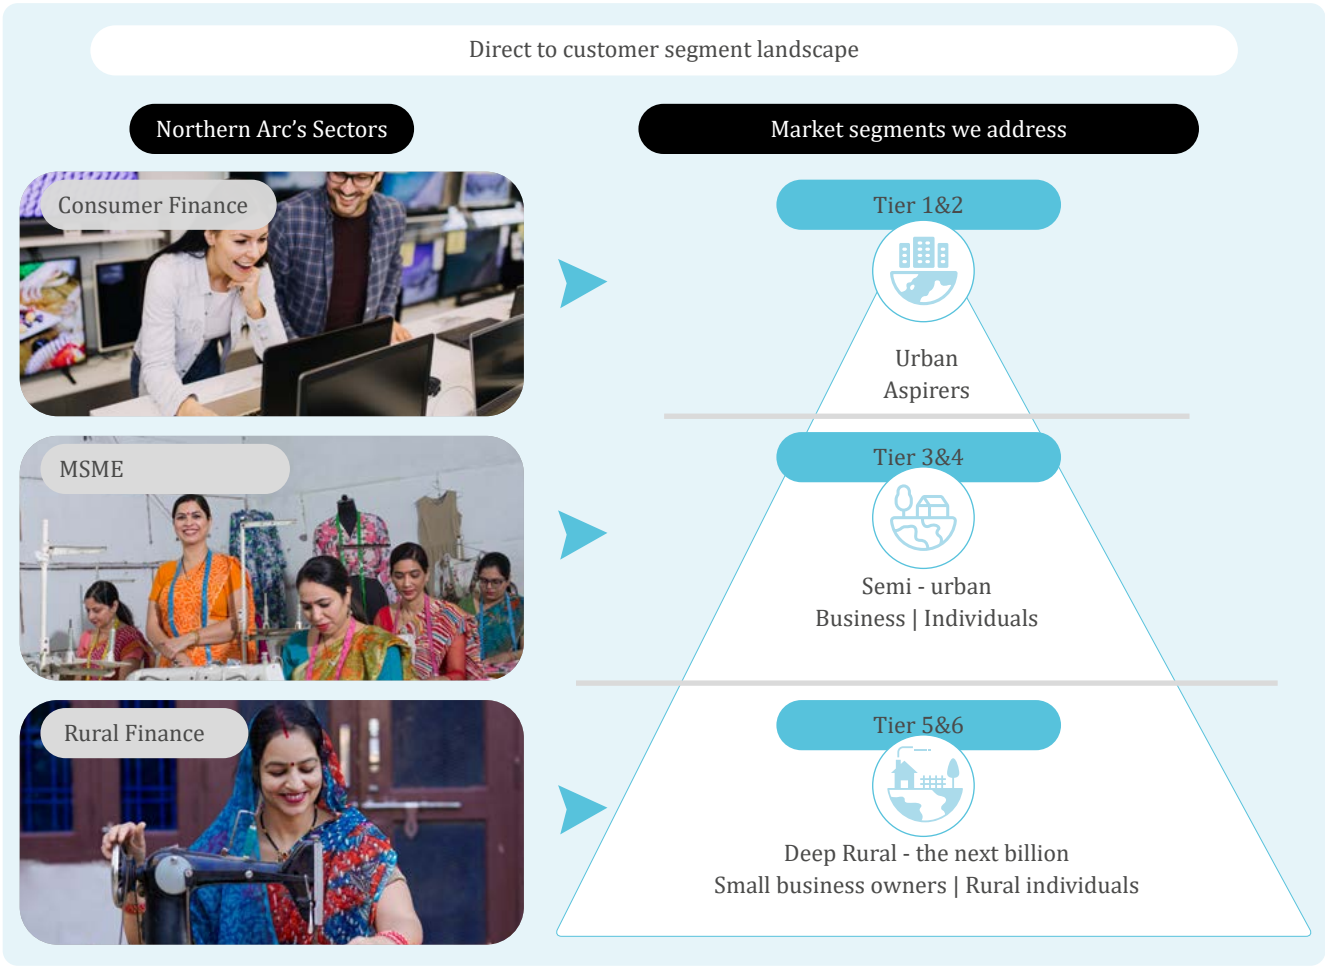 Direct to customer segment landscape
Northern Arc’s Sectors
Market segments we address
Consumer Finance
Tier 1&2
Urban
Aspirers
MSME
Tier 3&4
Semi - urban
Business | Individuals
Rural Finance
Tier 5&6
Deep Rural - the next billion
Small business owners | Rural individuals